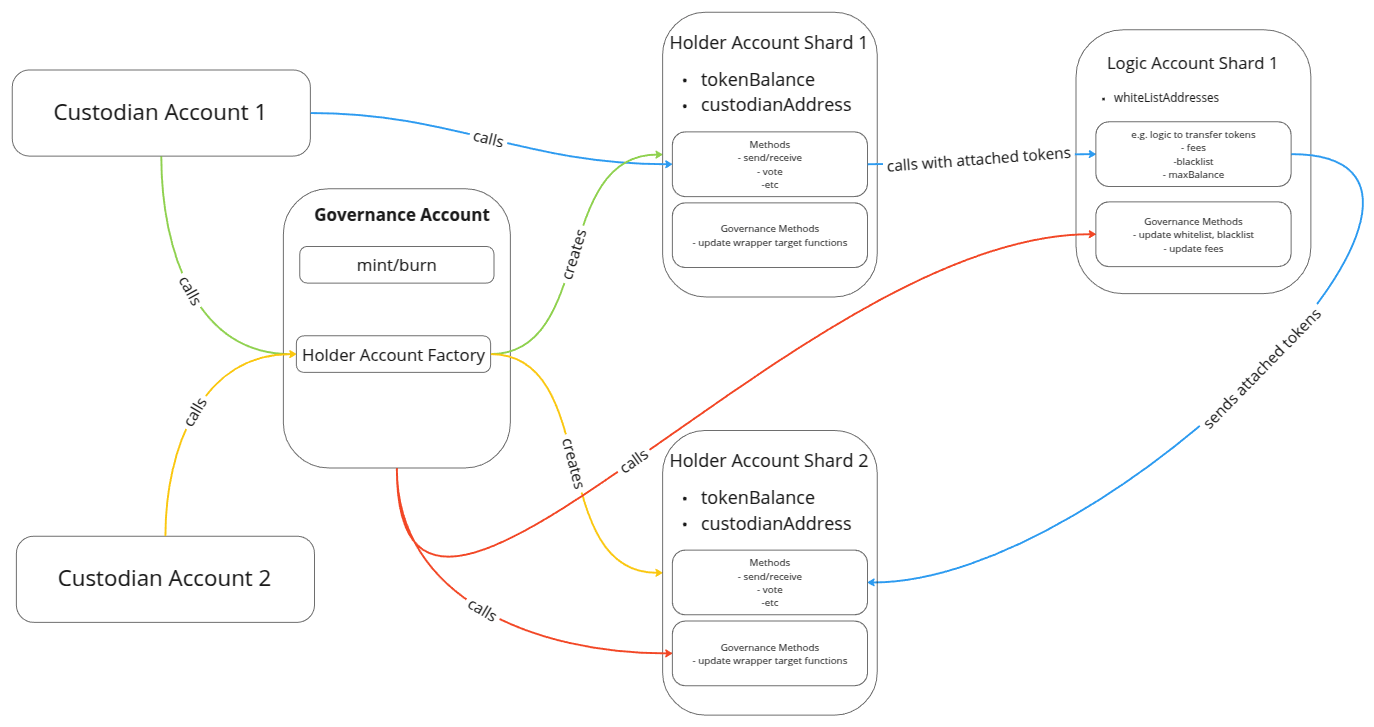 Custodian Account 1
calls
calls
Governance Account
mint/burn
Holder Account Factory
calls
Custodian Account 2
creates
creates
Holder Account Shard 1
• tokenBalance
• custodianAddress
Methods
- send/receive
- vote
-etc
Governance Methods
- update wrapper target functions
calls with attached tokens
Logic Account Shard 1
• whiteListAddresses
e.g. logic to transfer tokens
- fees
-blacklist
- maxBalance
Governance Methods
- update whitelist, blacklist
- update fees
sends attached tokens
calls
calls
Holder Account Shard 2
• tokenBalance
• custodianAddress
Methods
- send/receive
- vote
-etc
Governance Methods
- update wrapper target functions